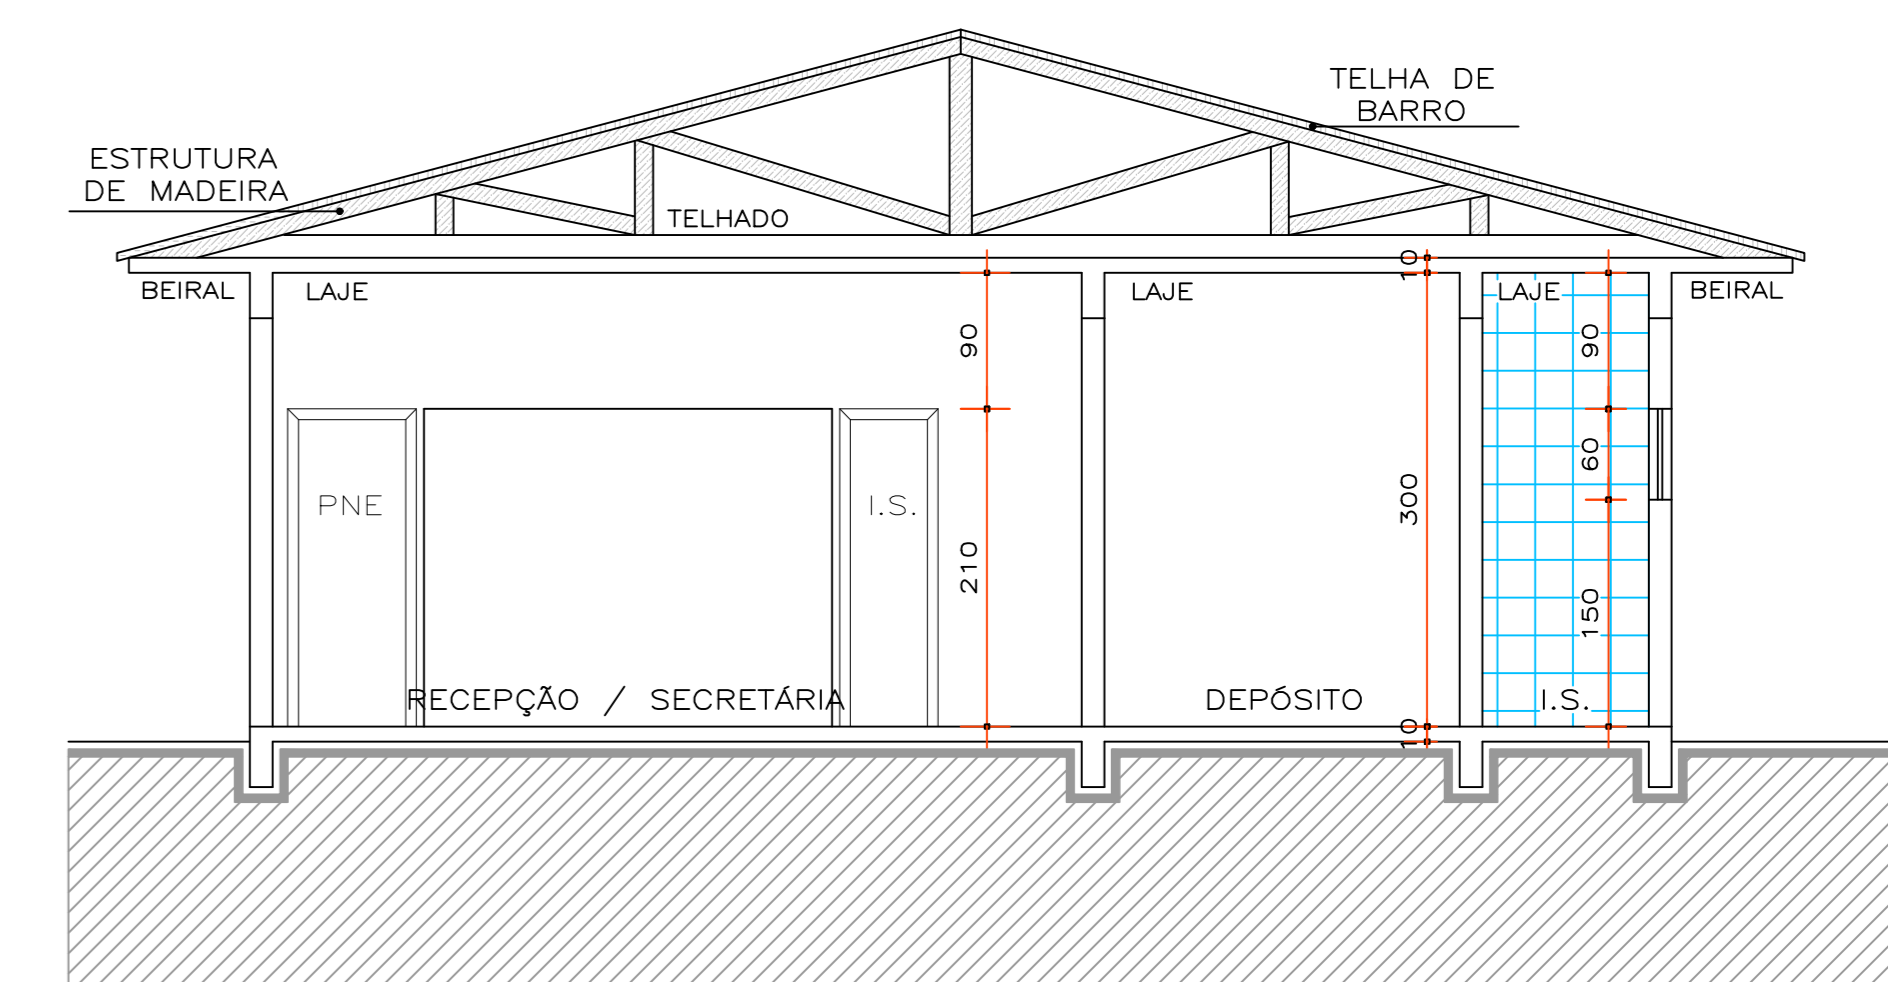 TELHA DE
BARRO
ESTRUTURA
DE MADEIRA
TELHADO
BEIRAL
LAJE
LAJE
LAJE
BEIRAL
10
90
90
60
300
PNE
I.S.
210
150
RECEPÇÃO / SECRETÁRIA
DEPÓSITO
I.S.
10